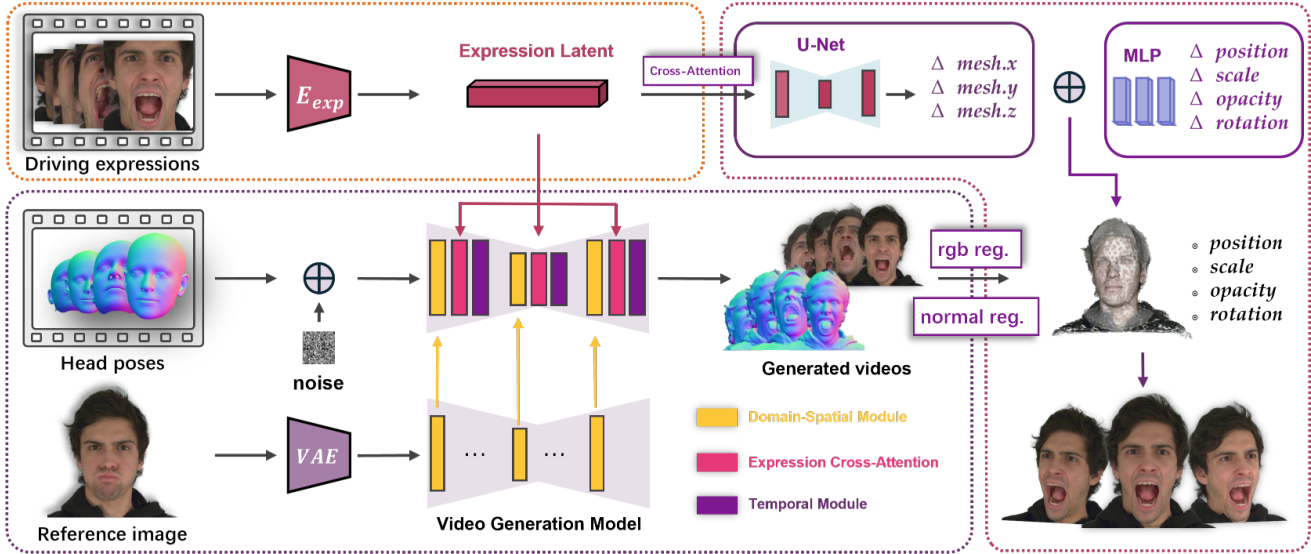 Driving expressions
E_exp
Expression Latent
Cross-Attention
U-Net
Δ mesh.x
Δ mesh.y
Δ mesh.z
MLP
Δ position
Δ scale
Δ opacity
Δ rotation
Head poses
noise
Generated videos
rgb reg.
normal reg.
position
scale
opacity
rotation
Reference image
VAE
...
...
Video Generation Model
Domain-Spatial Module
Expression Cross-Attention
Temporal Module